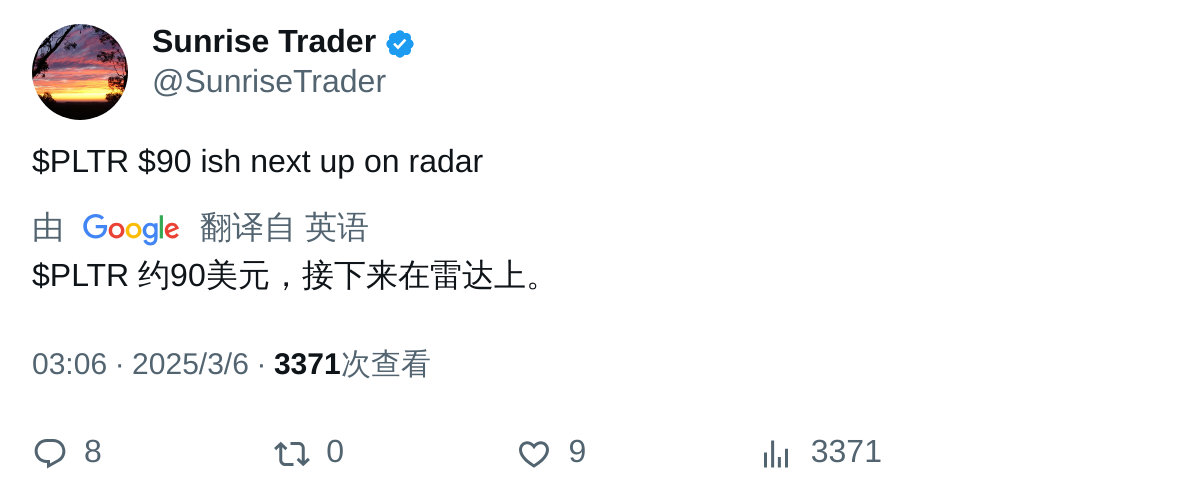 Sunrise Trader
@SunriseTrader
$PLTR $90 ish next up on radar
由 Google 翻译自 英语
$PLTR 约90美元，接下来在雷达上。
03:06 · 2025/3/6 · 3371次查看
8 0 9 3371